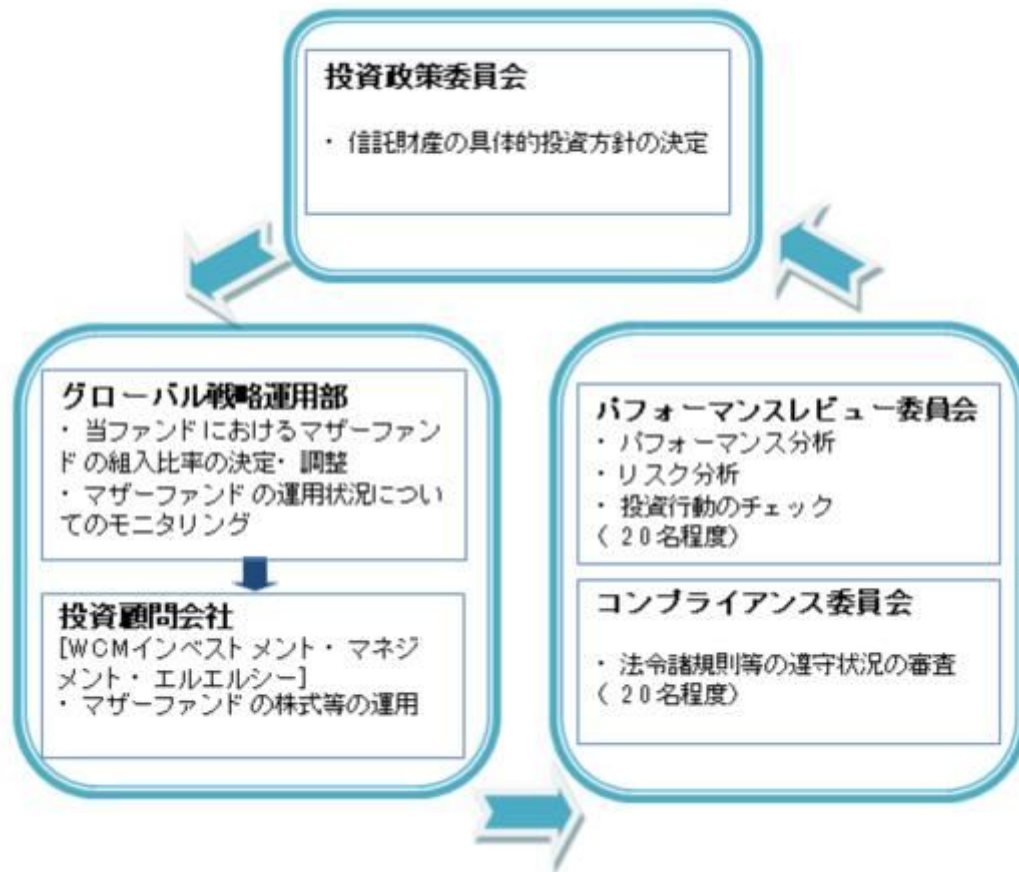 投資政策委員会
・ 信託財産の具体的投資方針の決定
グローバル戦略運用部
・ 当ファンドにおけるマザーファン
ドの組入比率の決定・ 調整
・ マザーファンドの運用状況につい
てのモニタリング
投資顧問会社
[WCMインベストメント・ マネジ
メント・ エルエルシー]
・ マザーファンドの株式等の運用
パフォーマンスレビュー委員会
・ パフォーマンス分析
・ リスク分析
・ 投資行動のチェック
（ 20名程度）
コンプライアンス委員会
・ 法令諸規則等の遵守状況の審査
（ 20名程度）